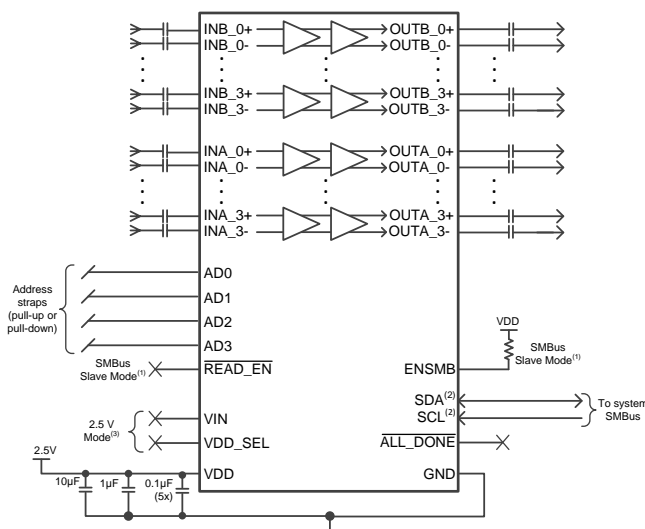 INB_0+ OUTB_0+
INB_0- OUTB_0-
INB_3+ OUTB_3+
INB_3- OUTB_3-
INA_0+ OUTA_0+
INA_0- OUTA_0-
INA_3+ OUTA_3+
INA_3- OUTA_3-
Address
straps
(pull-up or
pull-down)
AD0
AD1
AD2
AD3
SMBus
Slave Mode(1)
READ_EN
VDD
SMBus
Slave Mode(1)
ENSMB
SDA(2)
SCL(2)
To system
SMBus
2.5 V
Mode(3)
VIN
VDD_SEL
ALL_DONE
2.5V
VDD
GND
10µF
1µF
0.1µF
(5x)